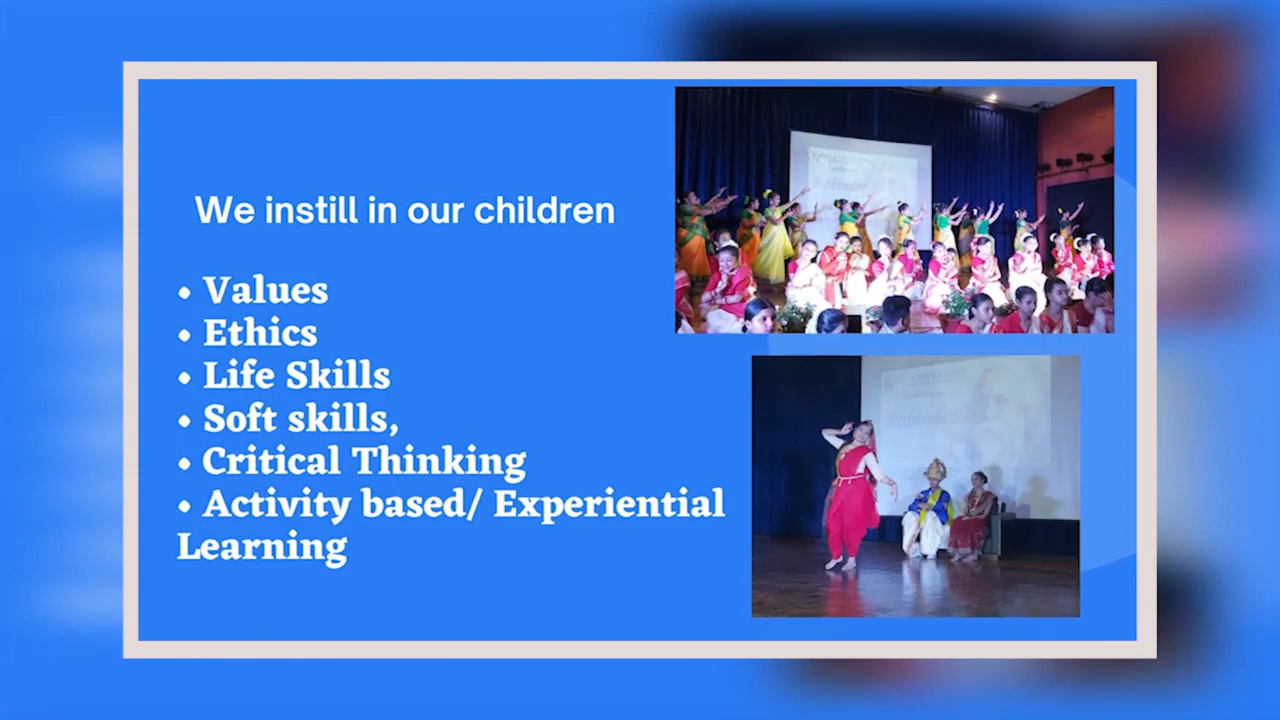 We instill in our children
• Values
• Ethics
• Life Skills
• Soft skills,
• Critical Thinking
• Activity based/ Experiential
Learning